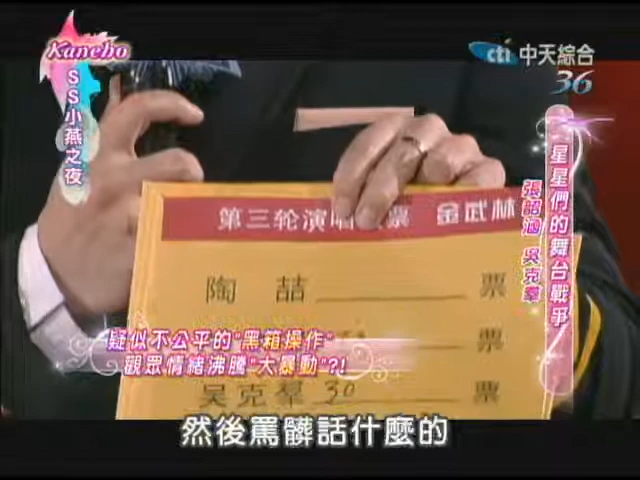 Kanebo
SS小燕之夜
cti 中天綜合
36
星星們的舞台戰爭
張韶涵 吳克羣
第三轮演唱 票 金武林
陶 喆 票
票
吴克羣 30 票
疑似不公平的"黑箱操作"
觀眾情緒沸騰"大暴動"?!
然後罵髒話什麼的